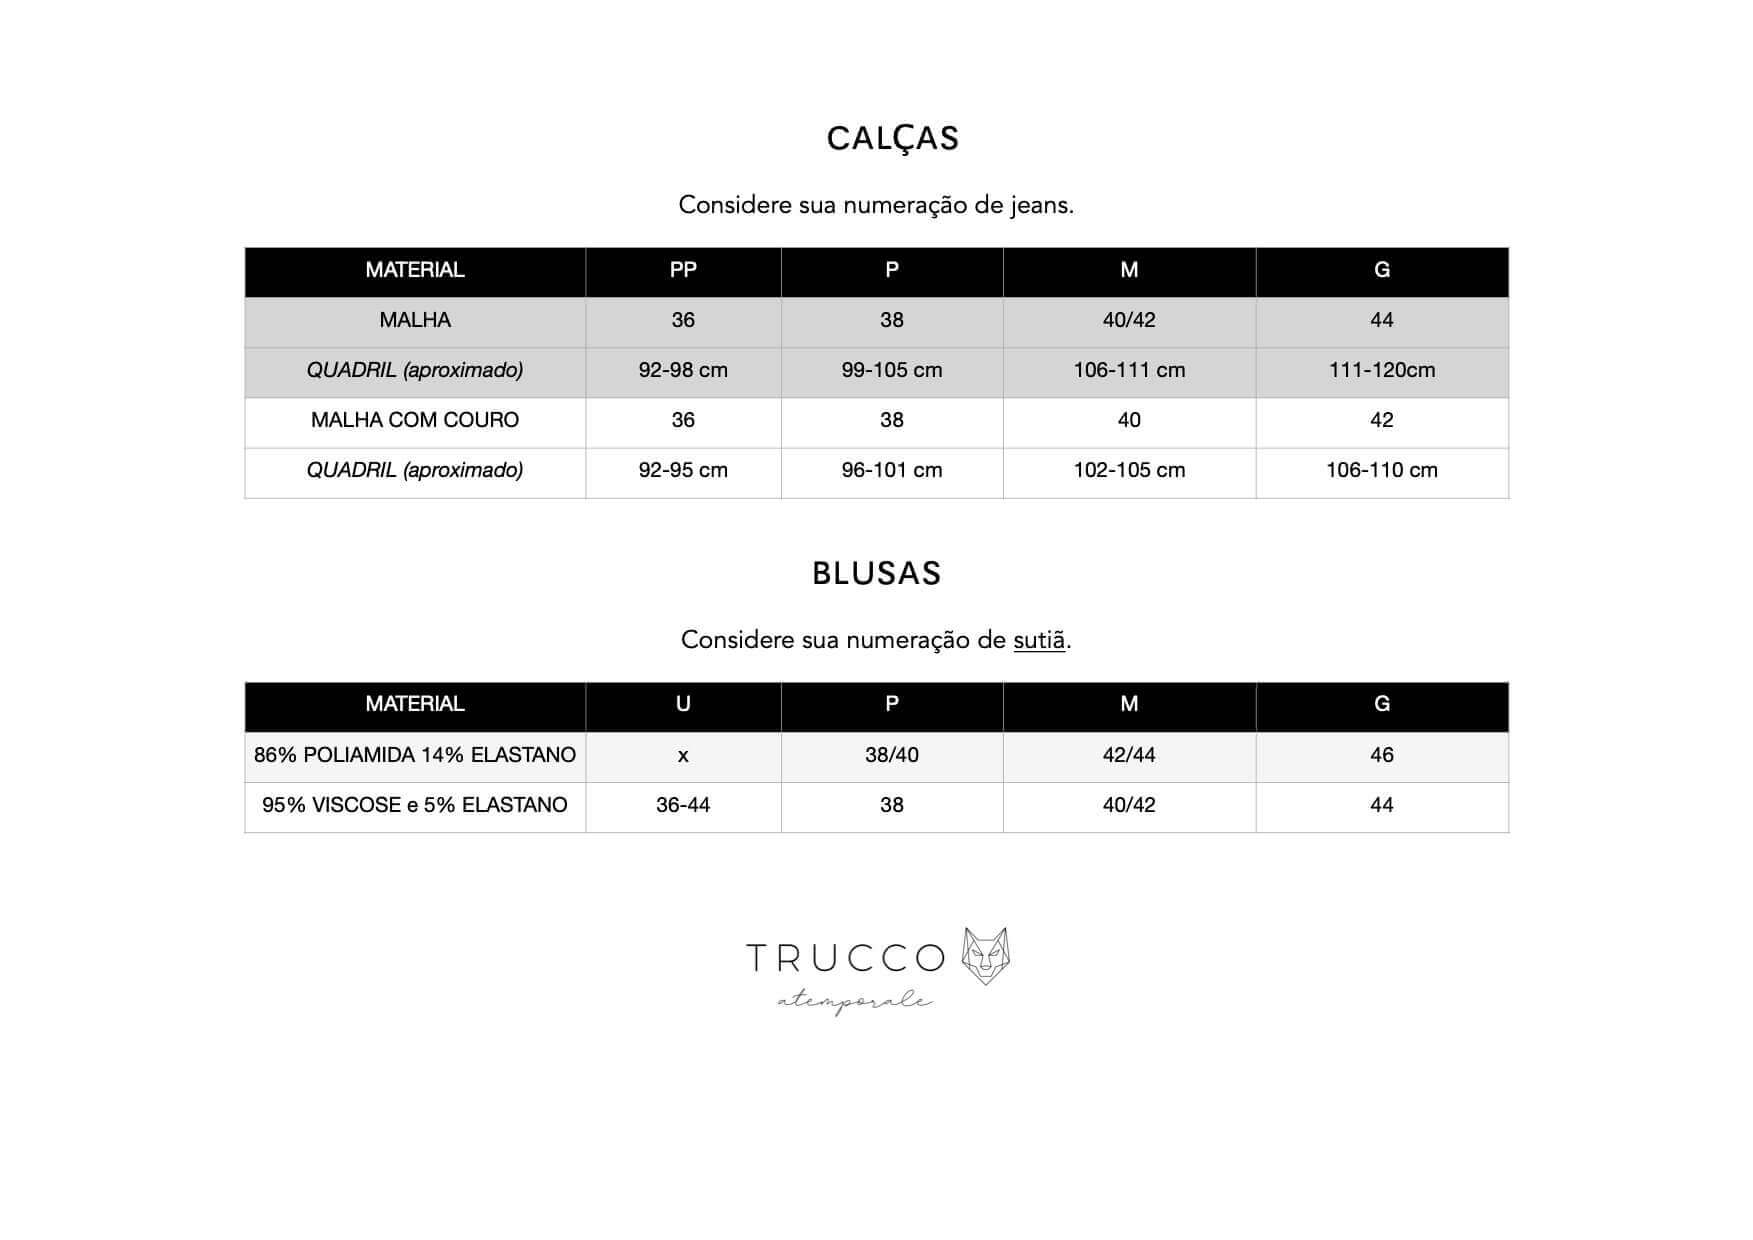 CALÇAS
Considere sua numeração de jeans.
MATERIAL PP P M G
MALHA 36 38 40/42 44
QUADRIL (aproximado) 92-98 cm 99-105 cm 106-111 cm 111-120cm
MALHA COM COURO 36 38 40 42
QUADRIL (aproximado) 92-95 cm 96-101 cm 102-105 cm 106-110 cm
BLUSAS
Considere sua numeração de sutiã.
MATERIAL U P M G
86% POLIAMIDA 14% ELASTANO x 38/40 42/44 46
95% VISCOSE e 5% ELASTANO 36-44 38 40/42 44
TRUCCO
atemporale